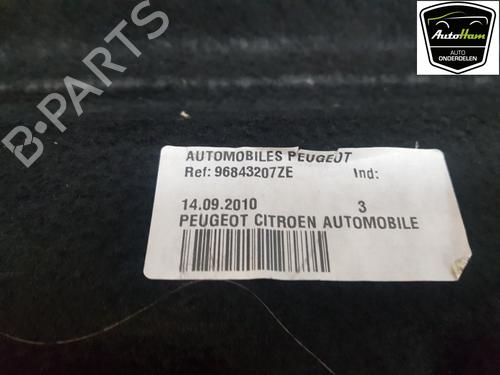 AutoHam
AUTO
ONDERDELEN
B-PARTS
AUTOMOBILES PEUGEOT
Ref: 96843207ZE Ind:
14.09.2010 3
PEUGEOT CITROEN AUTOMOBILE